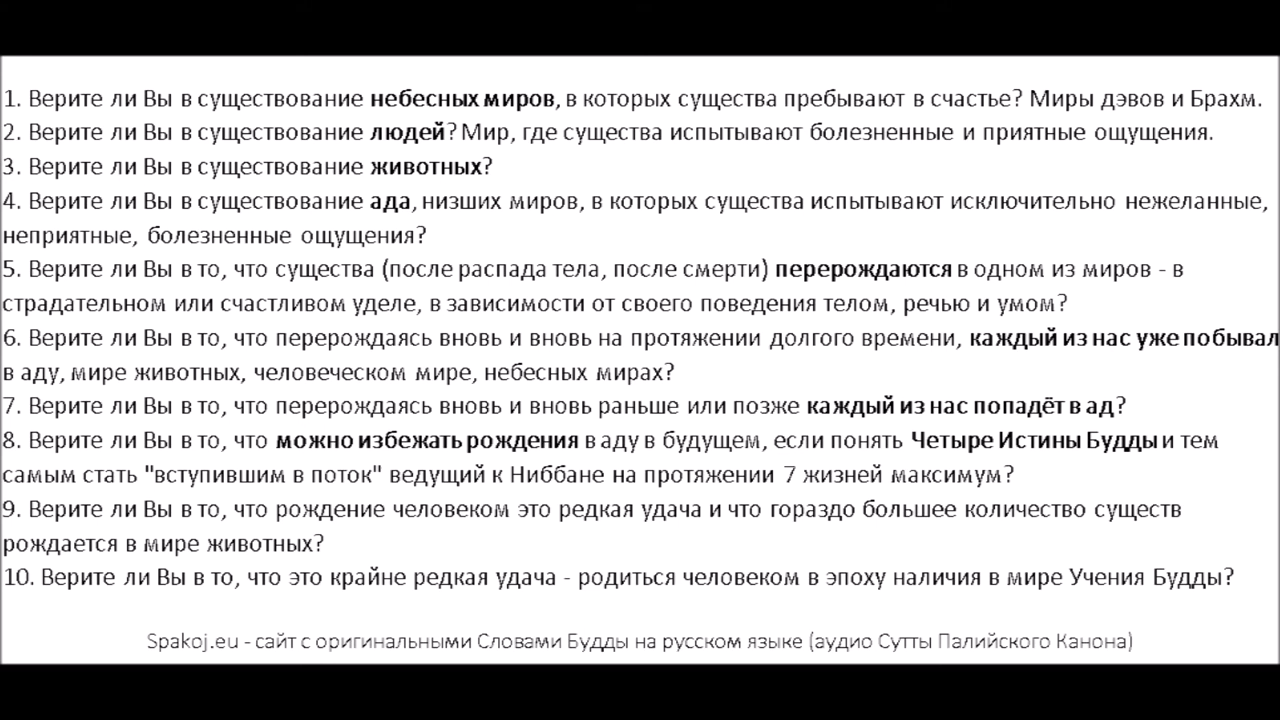 1. Верите ли Вы в существование небесных миров, в которых существа пребывают в счастье? Миры дэвов и Брахм.
2. Верите ли Вы в существование людей? Мир, где существа испытывают болезненные и приятные ощущения.
3. Верите ли Вы в существование животных?
4. Верите ли Вы в существование ада, низших миров, в которых существа испытывают исключительно нежеланные,
неприятные, болезненные ощущения?
5. Верите ли Вы в то, что существа (после распада тела, после смерти) перерождаются в одном из миров - в
страдательном или счастливом уделе, в зависимости от своего поведения телом, речью и умом?
6. Верите ли Вы в то, что перерождаясь вновь и вновь на протяжении долгого времени, каждый из нас уже побывал
в аду, мире животных, человеческом мире, небесных мирах?
7. Верите ли Вы в то, что перерождаясь вновь и вновь раньше или позже каждый из нас попадёт в ад?
8. Верите ли Вы в то, что можно избежать рождения в аду в будущем, если понять Четыре Истины Будды и тем
самым стать "вступившим в поток" ведущий к Ниббане на протяжении 7 жизней максимум?
9. Верите ли Вы в то, что рождение человеком это редкая удача и что гораздо большее количество существ
рождается в мире животных?
10. Верите ли Вы в то, что это крайне редкая удача - родиться человеком в эпоху наличия в мире Учения Будды?
Spakoj.eu - сайт с оригинальными Словами Будды на русском языке (аудио Сутты Палийского Канона)